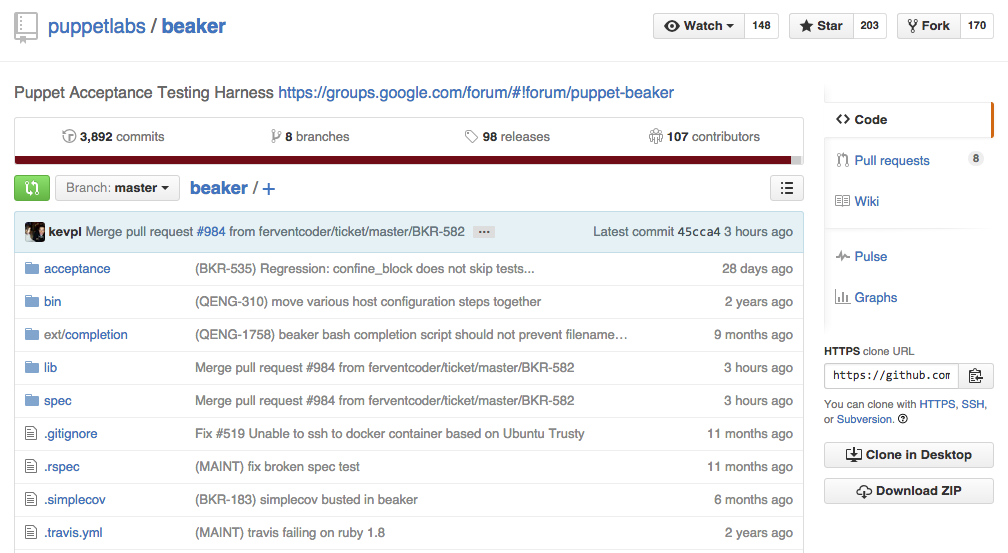 puppetlabs / beaker
Watch 148 Star 203 Fork 170
Puppet Acceptance Testing Harness https://groups.google.com/forum/#!forum/puppet-beaker
3,892 commits 8 branches 98 releases 107 contributors
Branch: master beaker / +
kevpl Merge pull request #984 from ferventcoder/ticket/master/BKR-582 ... Latest commit 45cca4 3 hours ago
acceptance (BKR-535) Regression: confine_block does not skip tests... 28 days ago
bin (QENG-310) move various host configuration steps together 2 years ago
ext/completion (QENG-1758) beaker bash completion script should not prevent filename… 9 months ago
lib Merge pull request #984 from ferventcoder/ticket/master/BKR-582 3 hours ago
spec Merge pull request #984 from ferventcoder/ticket/master/BKR-582 3 hours ago
.gitignore Fix #519 Unable to ssh to docker container based on Ubuntu Trusty 11 months ago
.rspec (MAINT) fix broken spec test 11 months ago
.simplecov (BKR-183) simplecov busted in beaker 6 months ago
.travis.yml (MAINT) travis failing on ruby 1.8 2 years ago
Code
Pull requests 8
Wiki
Pulse
Graphs
HTTPS clone URL
https://github.com
You can clone with HTTPS, SSH,
or Subversion.
Clone in Desktop
Download ZIP